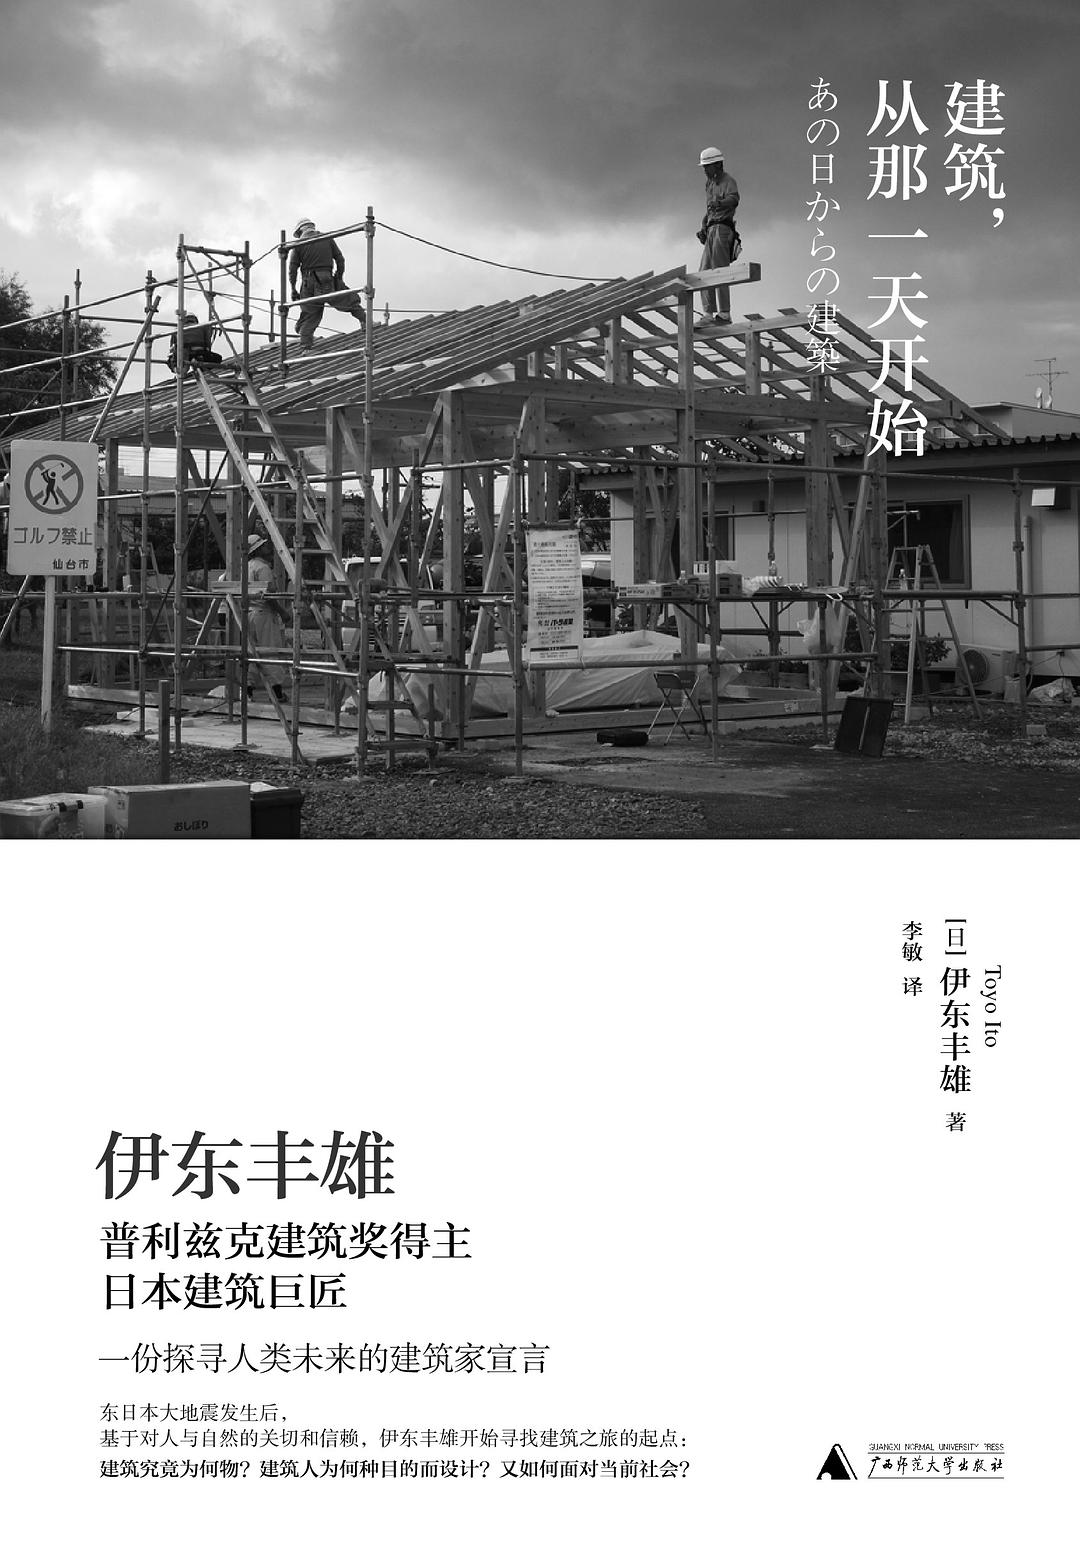 建筑，
从那一天开始
あの日からの建築
ゴルフ禁止
仙台市
おしぼり
Toyo Ito
[日]伊东丰雄 著
李敏 译
伊东丰雄
普利兹克建筑奖得主
日本建筑巨匠
一份探寻人类未来的建筑家宣言
东日本大地震发生后，
基于对人与自然的关切和信赖，伊东丰雄开始寻找建筑之旅的起点：
建筑究竟为何物？建筑人为何种目的而设计？又如何面对当前社会？
GUANGXI NORMAL UNIVERSITY PRESS
广西师范大学出版社